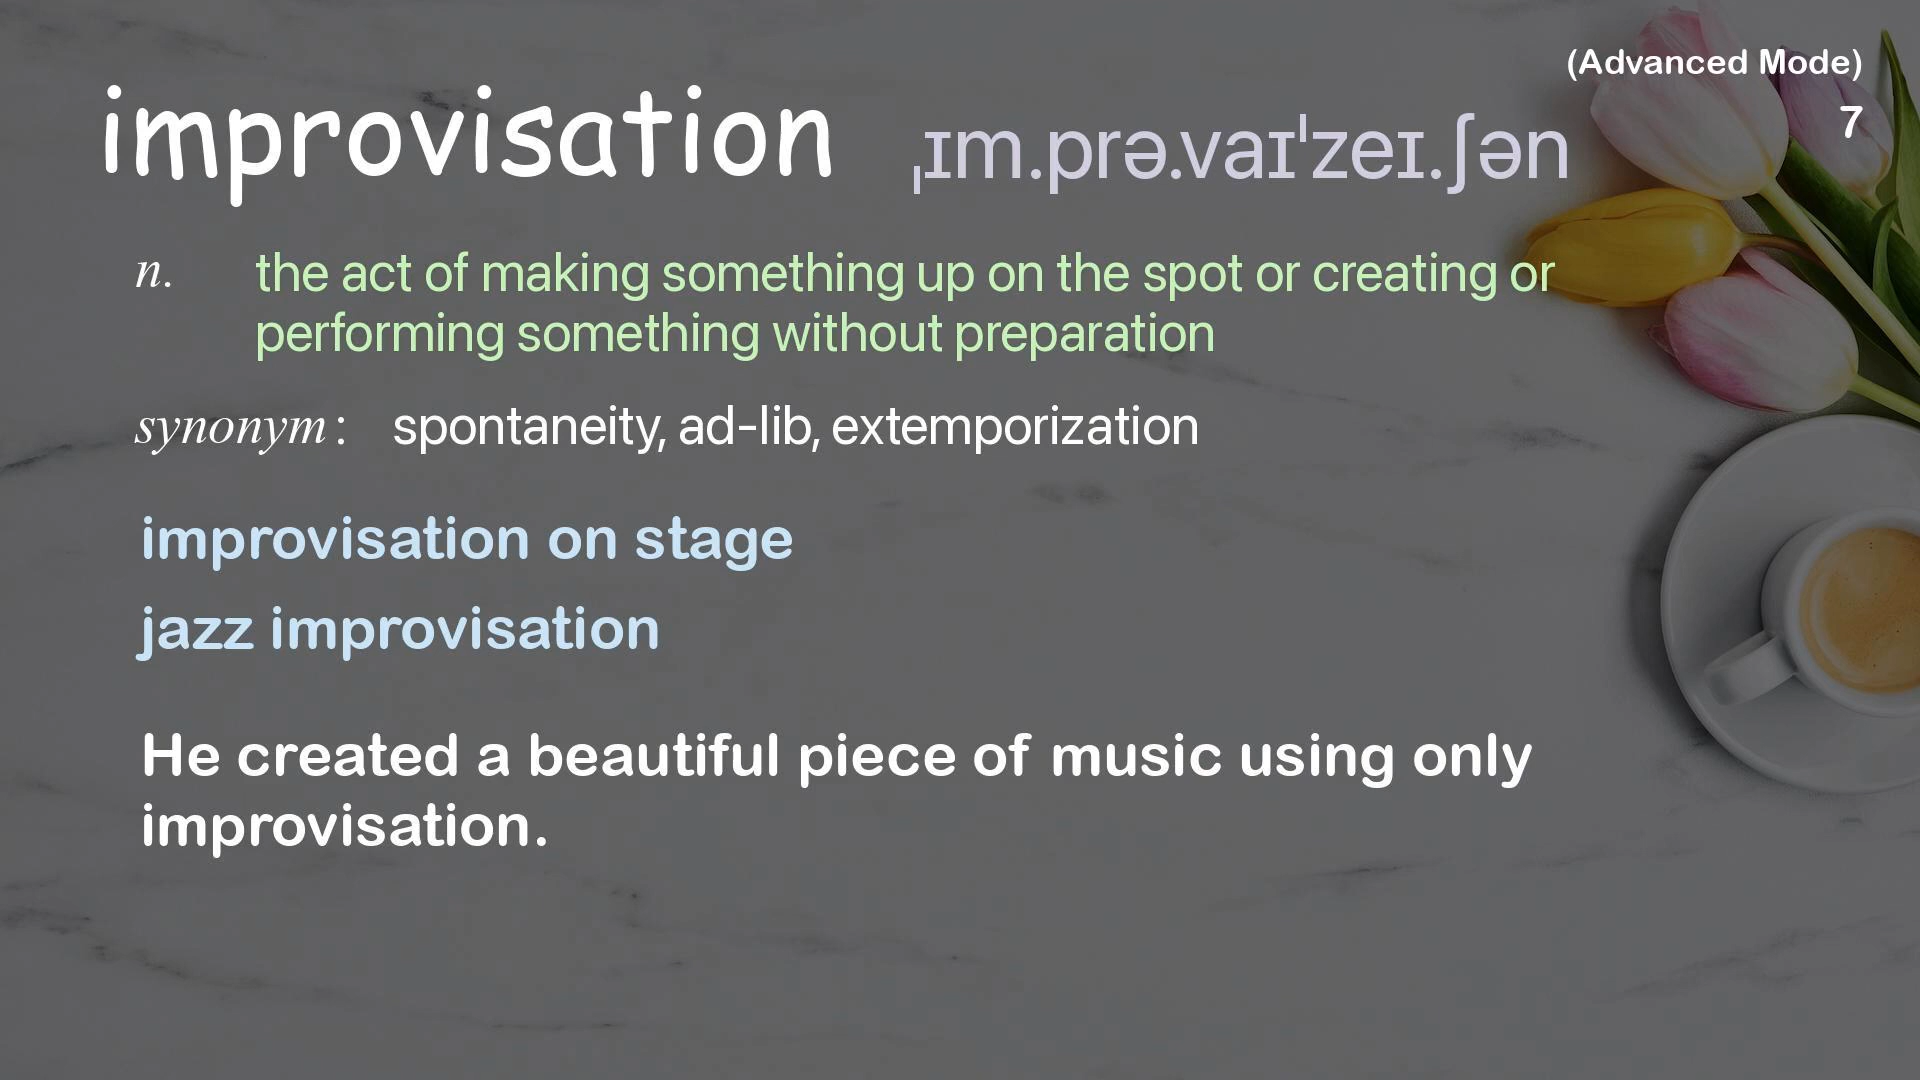 (Advanced Mode)
7
improvisation ˌɪm.prə.vaɪˈzeɪ.ʃən
n. the act of making something up on the spot or creating or
performing something without preparation
synonym : spontaneity, ad-lib, extemporization
improvisation on stage
jazz improvisation
He created a beautiful piece of music using only
improvisation.